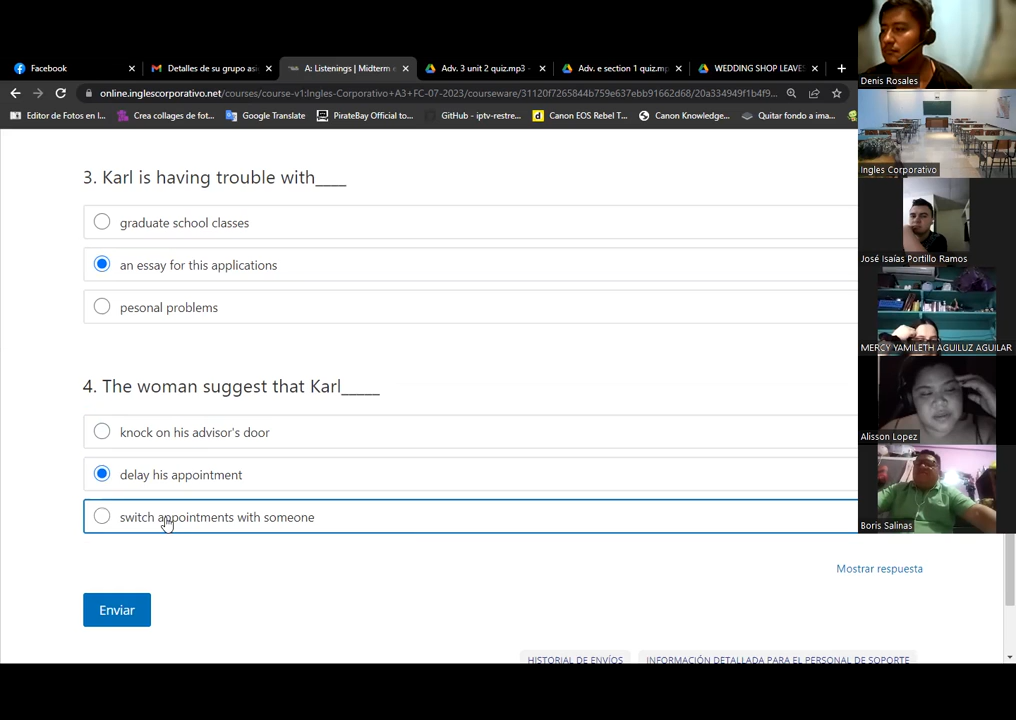 Facebook
Detalles de su grupo asi
A: Listenings | Midterm e
Adv. 3 unit 2 quiz.mp3 -
Adv. e section 1 quiz.mp
WEDDING SHOP LEAVE
online.inglescorporativo.net/courses/course-v1:Ingles-Corporativo+A3+FC-07-2023/courseware/31120f7265844b759e637ebb91662d68/20a334949f1b4f9...
Editor de Fotos en l...
Crea collages de fot...
Google Translate
PirateBay Official to...
GitHub - iptv-restre...
Canon EOS Rebel T...
Canon Knowledge...
Quitar fondo a ima...
3. Karl is having trouble with____
graduate school classes
an essay for this applications
pesonal problems
4. The woman suggest that Karl_____
knock on his advisor's door
delay his appointment
switch appointments with someone
Mostrar respuesta
Enviar
HISTORIAL DE ENVÍOS
INFORMACIÓN DETALLADA PARA EL PERSONAL DE SOPORTE
Denis Rosales
Ingles Corporativo
José Isaías Portillo Ramos
MERCY YAMILETH AGUILUZ AGUILAR
Alisson Lopez
Boris Salinas